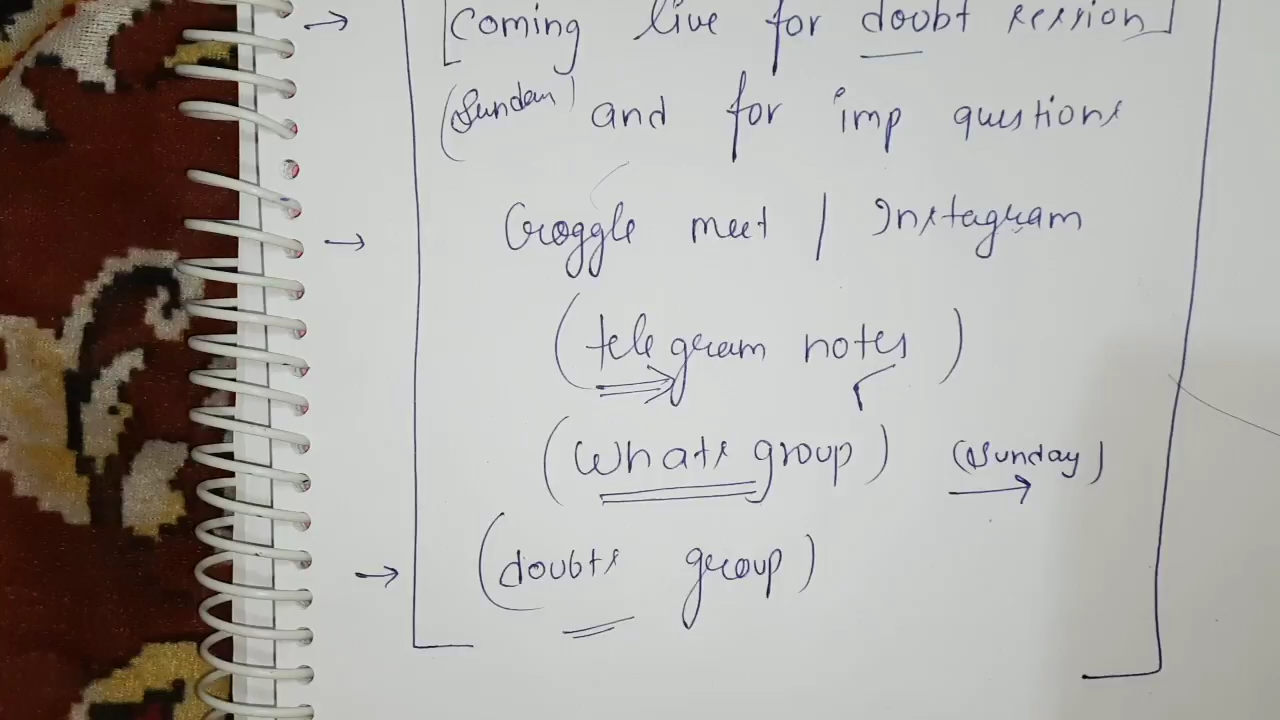 → [Coming live for doubt session]
(Sunday) and for imp questions
→ Goggle meet / Instagram
(telegram notes)
(whats group) (Sunday)
→ (doubts group)